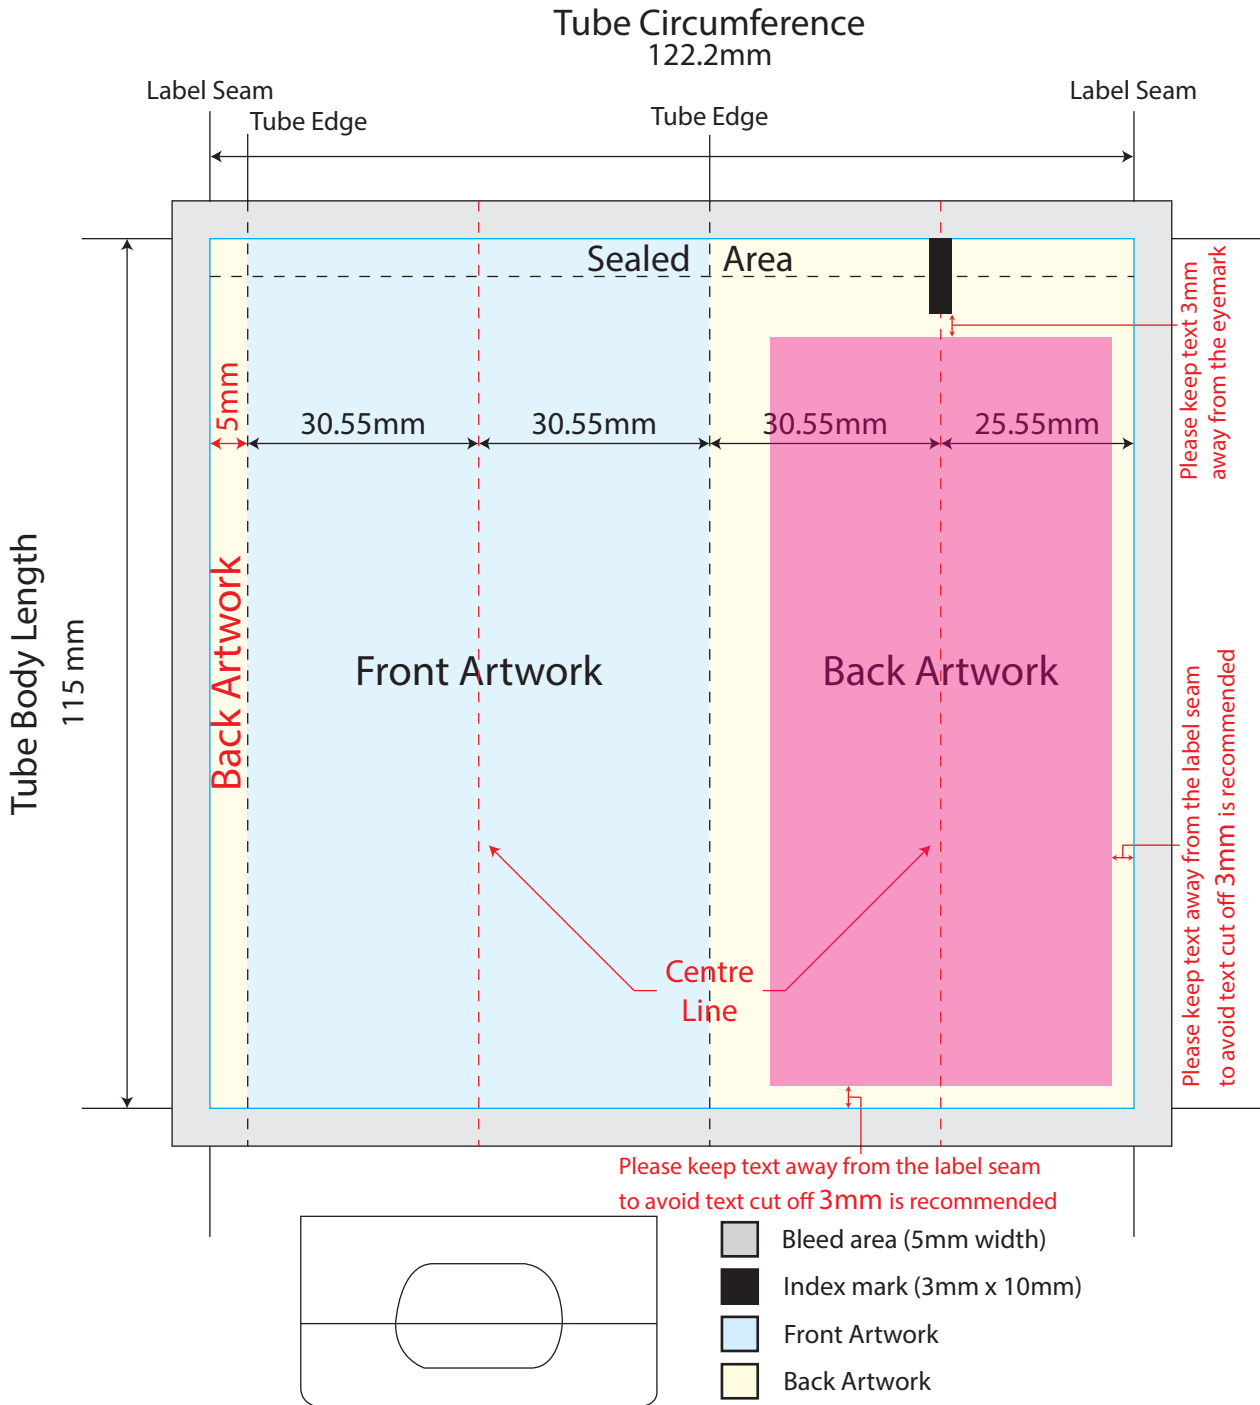 Tube Circumference
122.2mm
Label Seam
Label Seam
Tube Edge
Tube Edge
Sealed Area
Please keep text 3mm
away from the eyemark
5mm
30.55mm
30.55mm
30.55mm
25.55mm
Tube Body Length
115 mm
Back Artwork
Front Artwork
Back Artwork
Please keep text away from the label seam
to avoid text cut off 3mm is recommended
Centre
Line
Please keep text away from the label seam
to avoid text cut off 3mm is recommended
Bleed area (5mm width)
Index mark (3mm x 10mm)
Front Artwork
Back Artwork